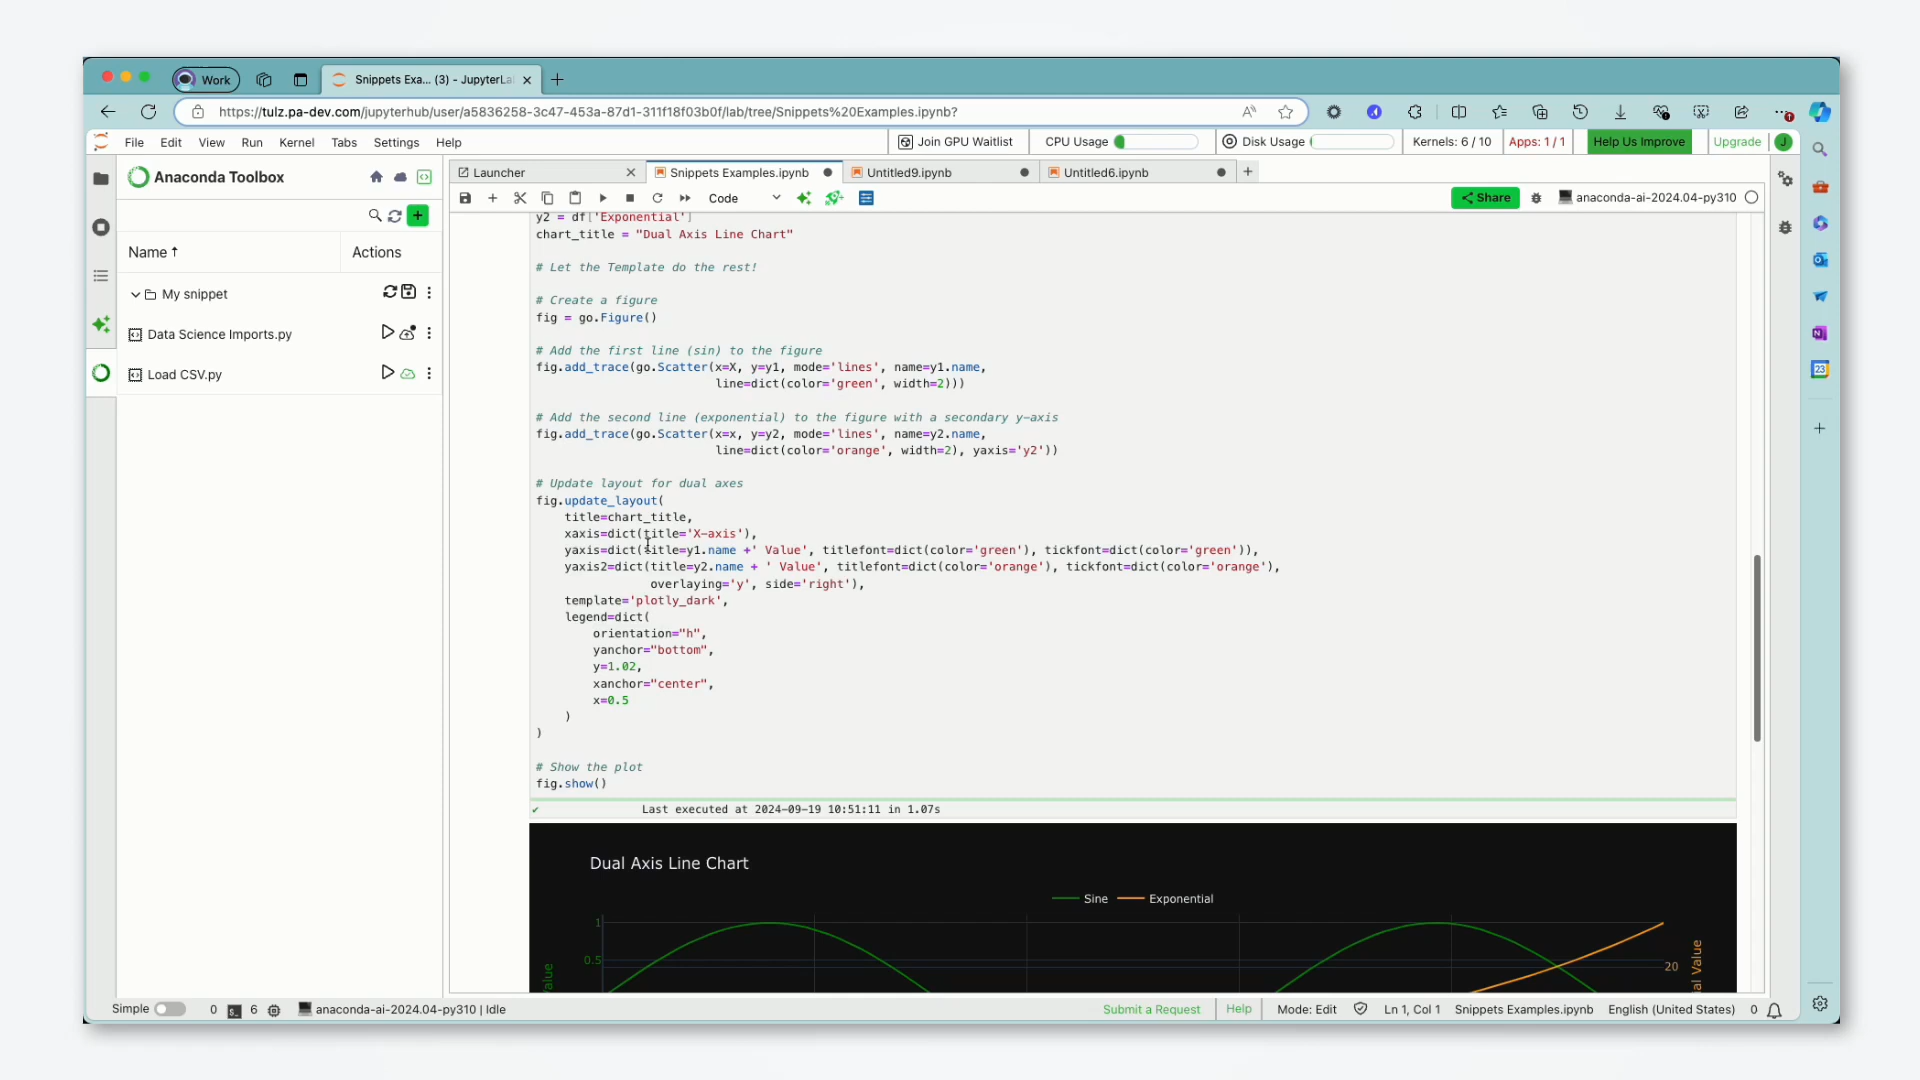 Work
Snippets Exa... (3) - JupyterLa
https://tulz.pa-dev.com/jupyterhub/user/a5836258-3c47-453a-87d1-311f18f03b0f/lab/tree/Snippets%20Examples.ipynb?
File Edit View Run Kernel Tabs Settings Help
Join GPU Waitlist
CPU Usage
Disk Usage
Kernels: 6 / 10
Apps: 1 / 1
Help Us Improve
Upgrade
J
Anaconda Toolbox
Launcher
Snippets Examples.ipynb
Untitled9.ipynb
Untitled6.ipynb
Code
Share
anaconda-ai-2024.04-py310
Name
Actions
My snippet
Data Science Imports.py
Load CSV.py
23
y2 = df['Exponential']
chart_title = "Dual Axis Line Chart"
# Let the Template do the rest!
# Create a figure
fig = go.Figure()
# Add the first line (sin) to the figure
fig.add_trace(go.Scatter(x=X, y=y1, mode='lines', name=y1.name,
line=dict(color='green', width=2)))
# Add the second line (exponential) to the figure with a secondary y-axis
fig.add_trace(go.Scatter(x=x, y=y2, mode='lines', name=y2.name,
line=dict(color='orange', width=2), yaxis='y2'))
# Update layout for dual axes
fig.update_layout(
title=chart_title,
xaxis=dict(title='X-axis'),
yaxis=dict(title=y1.name +' Value', titlefont=dict(color='green'), tickfont=dict(color='green')),
yaxis2=dict(title=y2.name + ' Value', titlefont=dict(color='orange'), tickfont=dict(color='orange'),
overlaying='y', side='right'),
template='plotly_dark',
legend=dict(
orientation="h",
yanchor="bottom",
y=1.02,
xanchor="center",
x=0.5
)
)
# Show the plot
fig.show()
Last executed at 2024-09-19 10:51:11 in 1.07s
Dual Axis Line Chart
Sine
Exponential
1
0.5
20
alue
al Value
Simple
0
6
anaconda-ai-2024.04-py310 | Idle
Submit a Request
Help
Mode: Edit
Ln 1, Col 1
Snippets Examples.ipynb
English (United States)
0